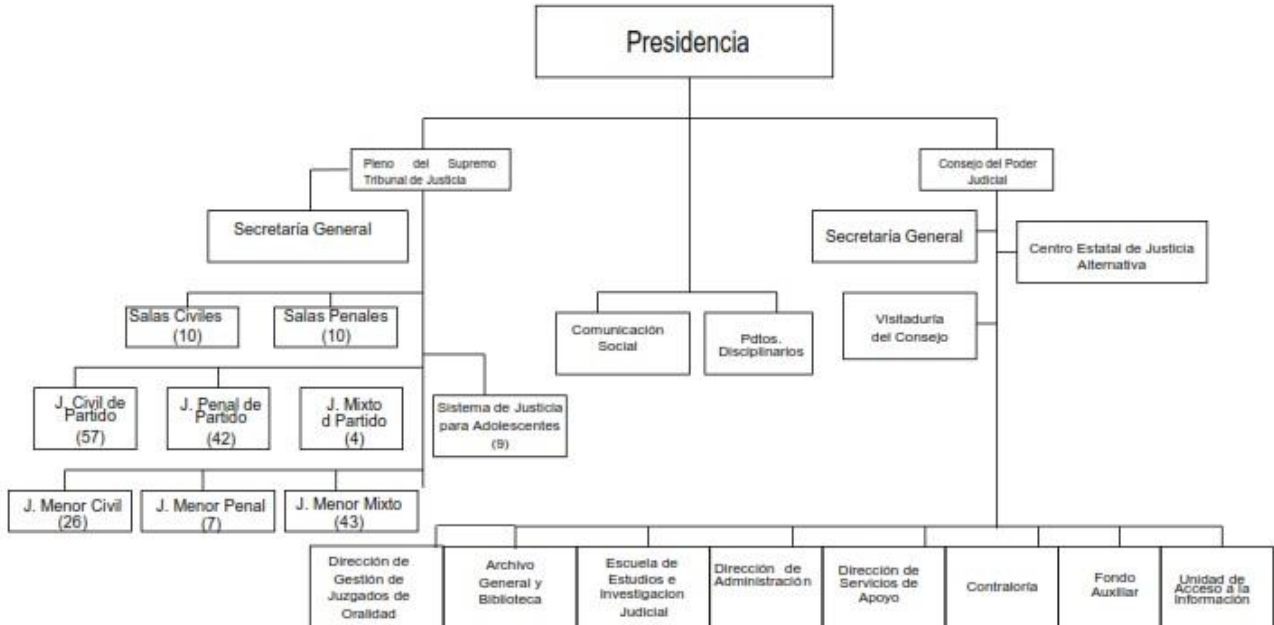 Presidencia
Pleno del Supremo
Tribunal de Justicia
Consejo del Poder
Judicial
Secretaría General
Secretaría General
Centro Estatal de Justicia
Alternativa
Salas Civiles
(10)
Salas Penales
(10)
Comunicación
Social
Pdtos.
Disciplinarios
Visitaduría
del Consejo
J. Civil de
Partido
(57)
J. Penal de
Partido
(42)
J. Mixto
d Partido
(4)
Sistema de Justicia
para Adolescentes
(9)
J. Menor Civil
(26)
J. Menor Penal
(7)
J. Menor Mixto
(43)
Dirección de
Gestión de
Juzgados de
Oralidad
Archivo
General y
Biblioteca
Escuela de
Estudios e
Investigacion
Judicial
Dirección de
Administración
Dirección de
Servicios de
Apoyo
Contraloría
Fondo
Auxiliar
Unidad de
Acceso a la
Información